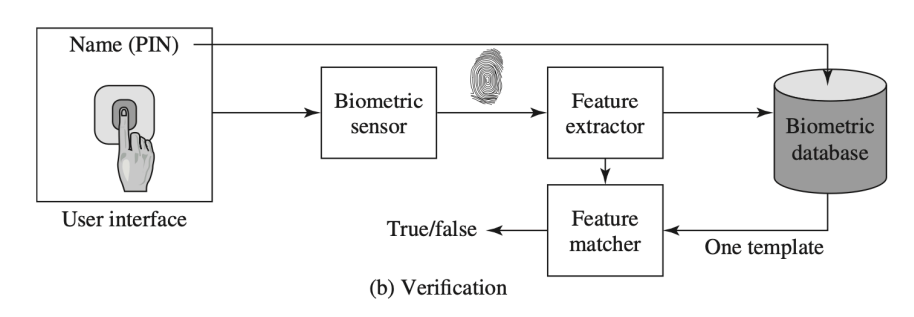 Name (PIN)
Biometric
sensor
Feature
extractor
Biometric
database
User interface
True/false
Feature
matcher
One template
(b) Verification